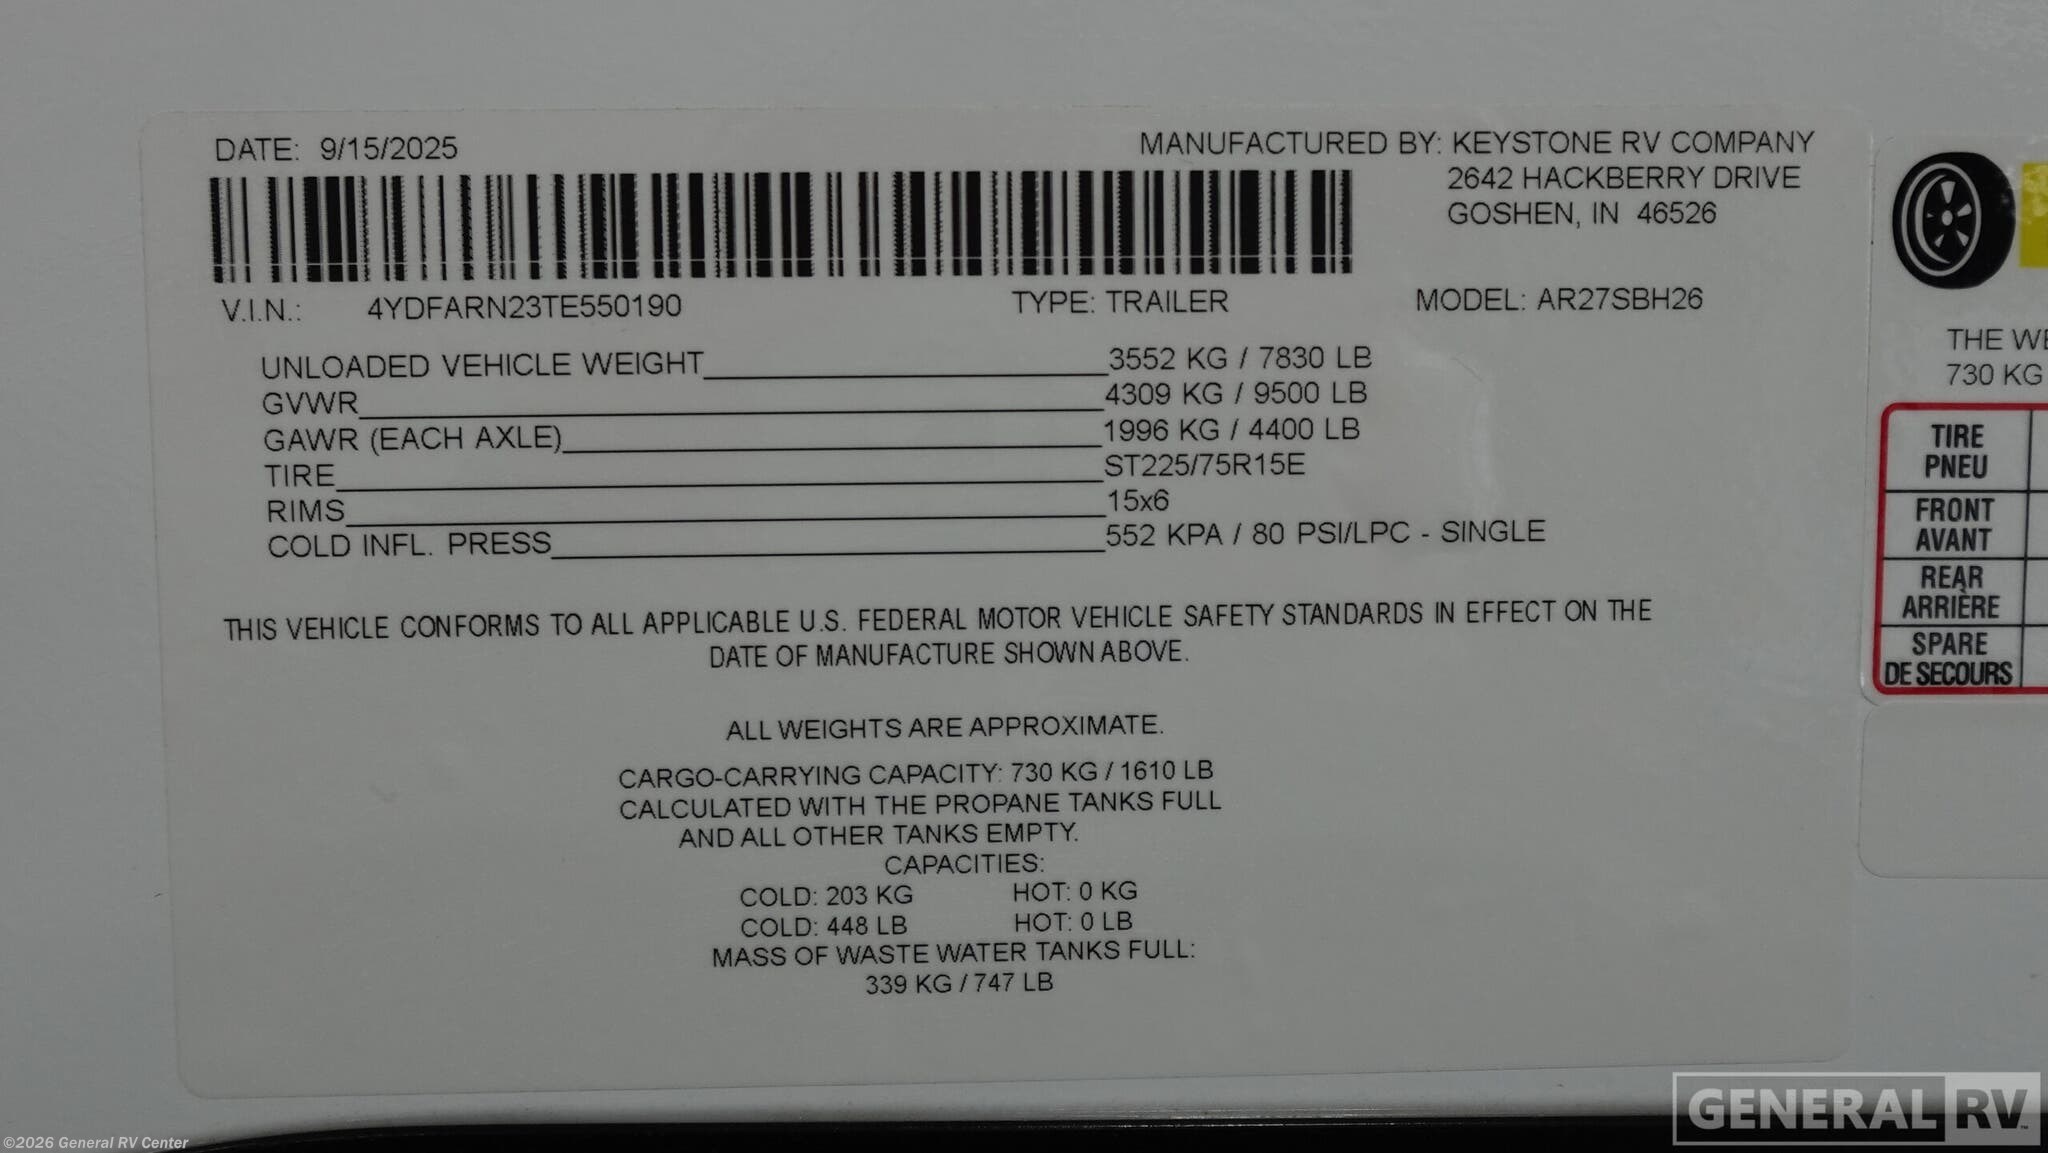 DATE: 9/15/2025
MANUFACTURED BY: KEYSTONE RV COMPANY
2642 HACKBERRY DRIVE
GOSHEN, IN 46526
V.I.N.: 4YDFARN23TE550190 TYPE: TRAILER MODEL: AR27SBH26
UNLOADED VEHICLE WEIGHT 3552 KG / 7830 LB
GVWR 4309 KG / 9500 LB
GAWR (EACH AXLE) 1996 KG / 4400 LB
TIRE ST225/75R15E
RIMS 15x6
COLD INFL. PRESS 552 KPA / 80 PSI/LPC - SINGLE
THIS VEHICLE CONFORMS TO ALL APPLICABLE U.S. FEDERAL MOTOR VEHICLE SAFETY STANDARDS IN EFFECT ON THE
DATE OF MANUFACTURE SHOWN ABOVE.
ALL WEIGHTS ARE APPROXIMATE.
CARGO-CARRYING CAPACITY: 730 KG / 1610 LB
CALCULATED WITH THE PROPANE TANKS FULL
AND ALL OTHER TANKS EMPTY.
CAPACITIES:
COLD: 203 KG HOT: 0 KG
COLD: 448 LB HOT: 0 LB
MASS OF WASTE WATER TANKS FULL:
339 KG / 747 LB
THE
730 KG
TIRE
PNEU
FRONT
AVANT
REAR
ARRIÈRE
SPARE
DE SECOURS
GENERAL RV
©2026 General RV Center